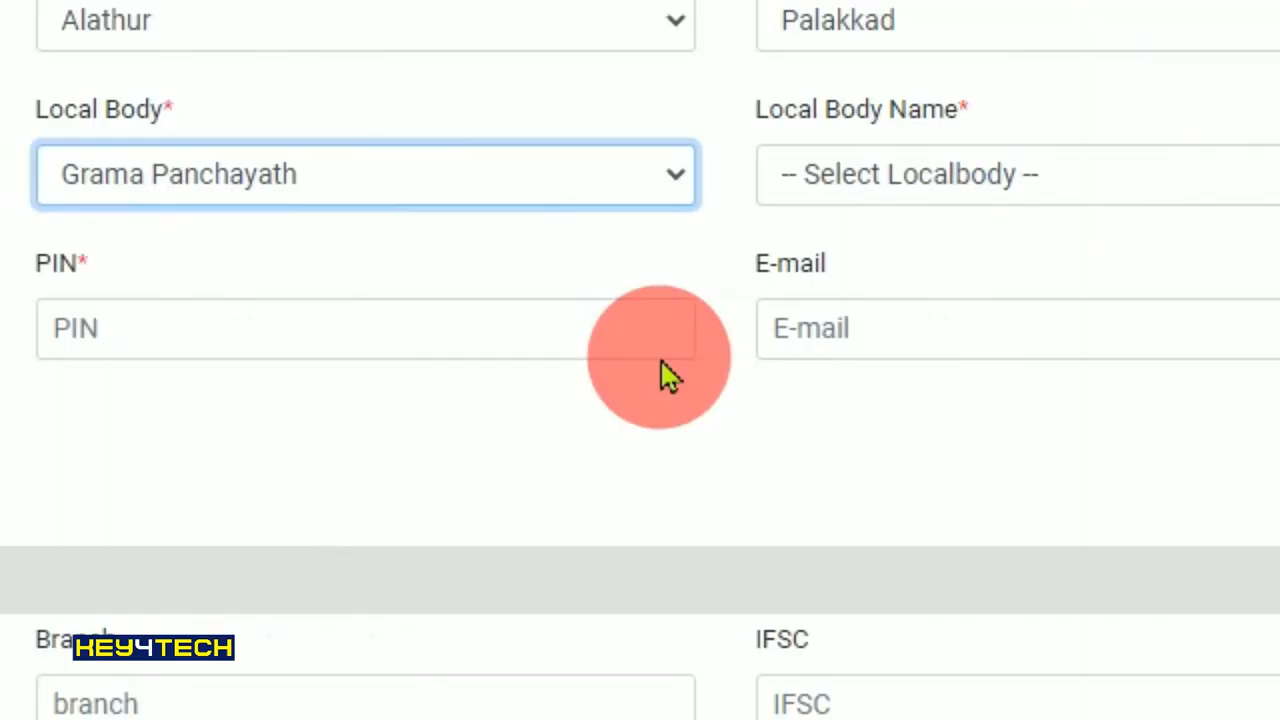 Alathur
Palakkad
Local Body*
Local Body Name*
Grama Panchayath
-- Select Localbody --
PIN*
E-mail
PIN
E-mail
KEY4TECH
IFSC
branch
IFSC